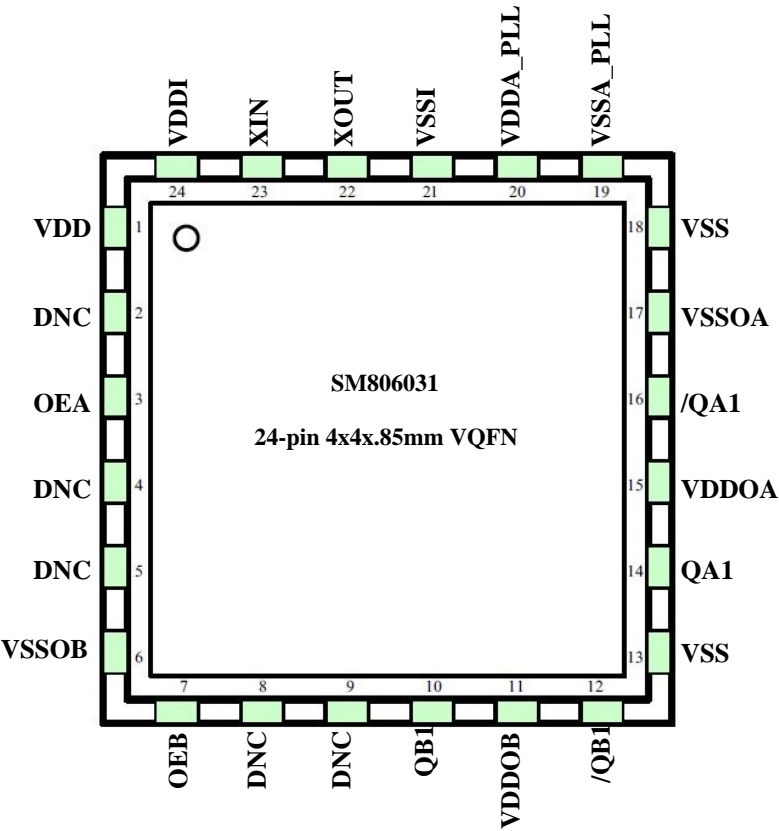 VDDI
XIN
XOUT
VSSI
VDDA_PLL
VSSA_PLL
24
23
22
21
20
19
VDD
1
DNC
2
OEA
3
DNC
4
DNC
5
VSSOB
6
SM806031
24-pin 4x4x.85mm VQFN
18
VSS
17
VSSOA
16
/QA1
15
VDDOA
14
QA1
13
VSS
7
8
9
10
11
12
OEB
DNC
DNC
QB1
VDDOB
/QB1